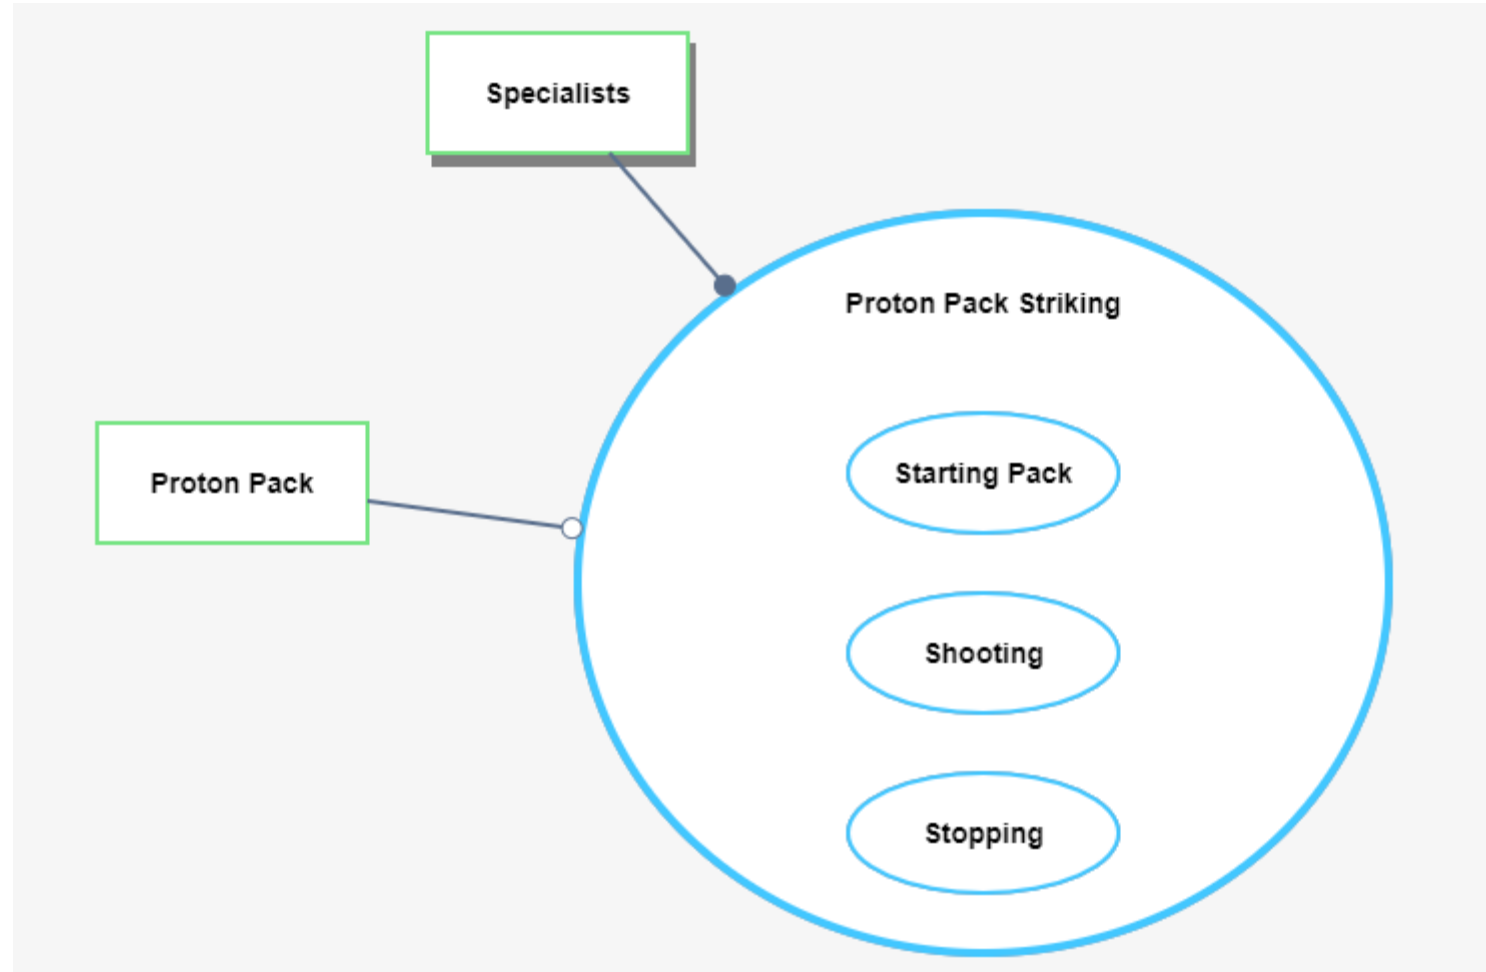 Specialists
Proton Pack Striking
Proton Pack
Starting Pack
Shooting
Stopping